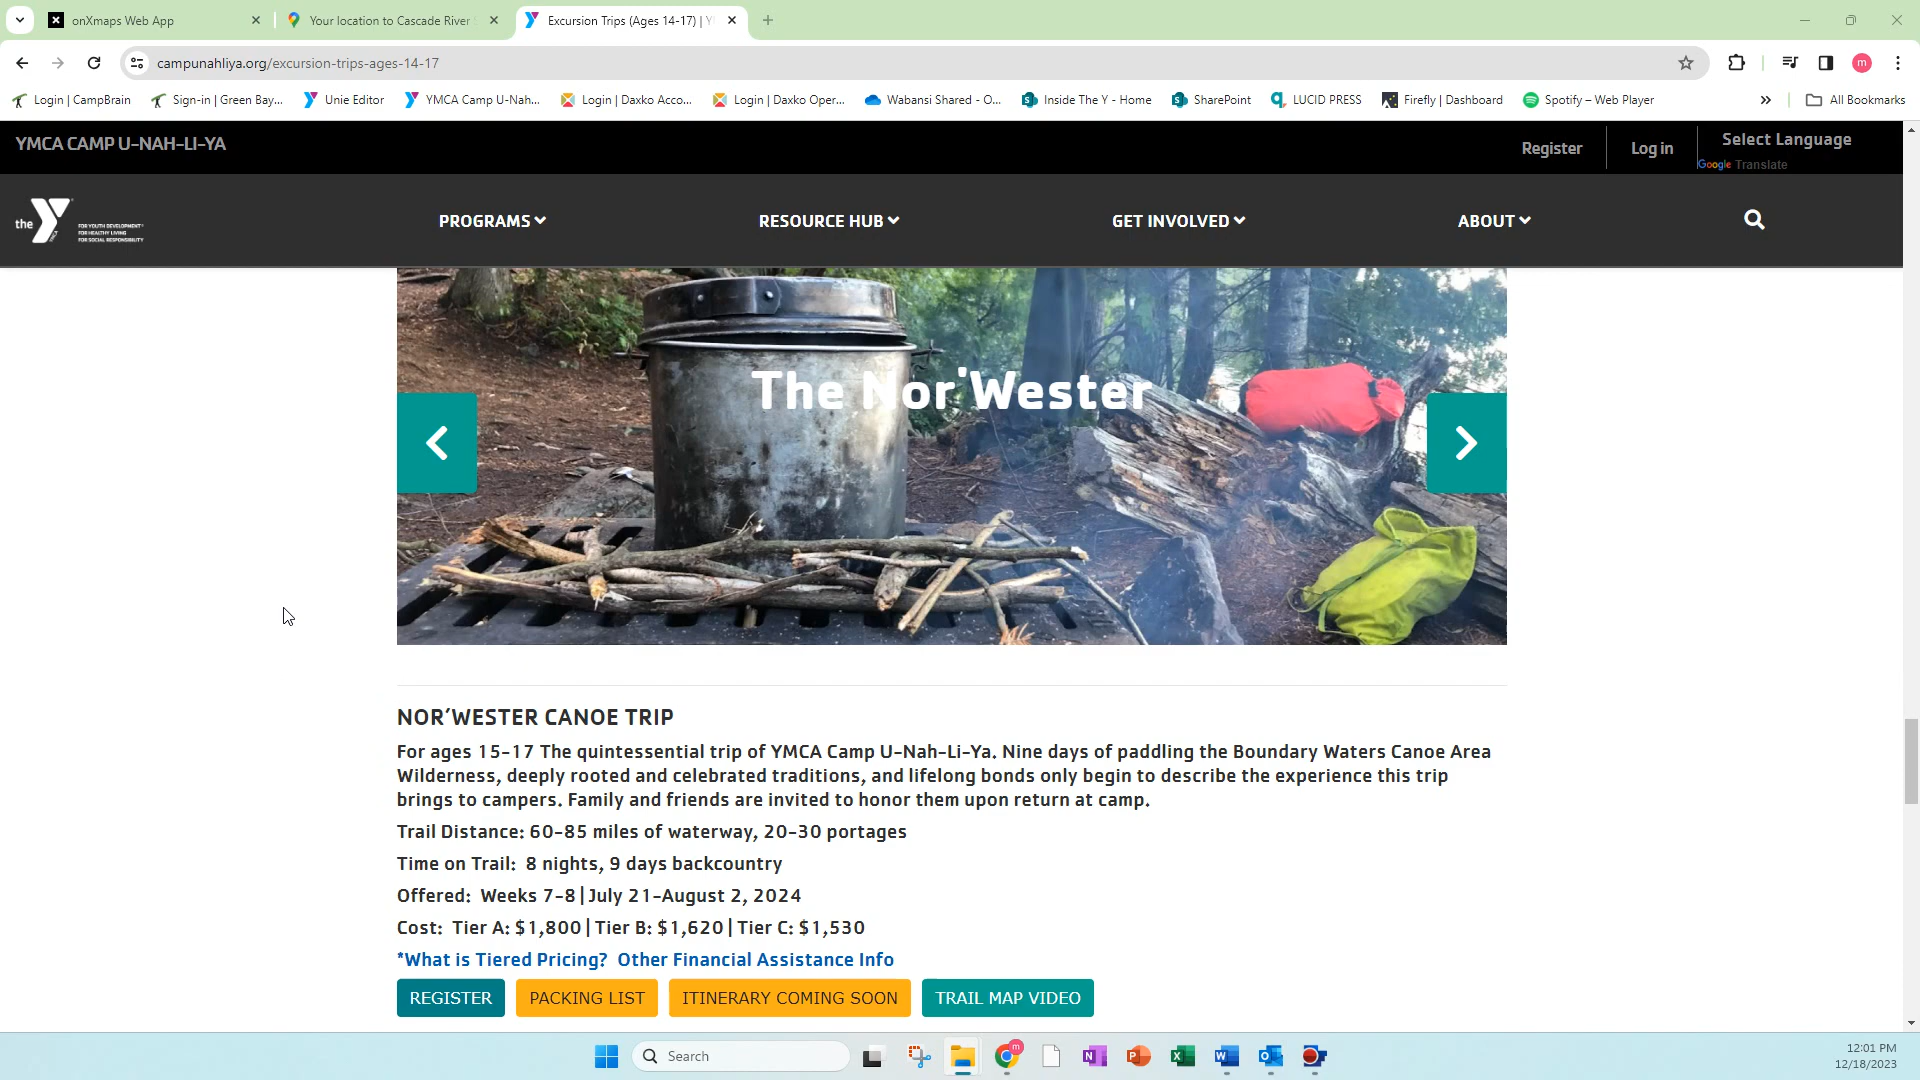 onXmaps Web App
Your location to Cascade River
Excursion Trips (Ages 14-17) | Y
campunahliya.org/excursion-trips-ages-14-17
Login | CampBrain
Sign-in | Green Bay...
Unie Editor
YMCA Camp U-Nah...
Login | Daxko Acco...
Login | Daxko Oper...
Wabansi Shared - O...
Inside The Y - Home
SharePoint
LUCID PRESS
Firefly | Dashboard
Spotify – Web Player
All Bookmarks
YMCA CAMP U-NAH-LI-YA
Register
Log in
Select Language
Google Translate
the
YMCA
FOR YOUTH DEVELOPMENT®
FOR HEALTHY LIVING
FOR SOCIAL RESPONSIBILITY
PROGRAMS
RESOURCE HUB
GET INVOLVED
ABOUT
The Nor'Wester
NOR’WESTER CANOE TRIP
For ages 15-17 The quintessential trip of YMCA Camp U-Nah-Li-Ya. Nine days of paddling the Boundary Waters Canoe Area
Wilderness, deeply rooted and celebrated traditions, and lifelong bonds only begin to describe the experience this trip
brings to campers. Family and friends are invited to honor them upon return at camp.
Trail Distance: 60-85 miles of waterway, 20-30 portages
Time on Trail: 8 nights, 9 days backcountry
Offered: Weeks 7-8 | July 21-August 2, 2024
Cost: Tier A: $1,800 | Tier B: $1,620 | Tier C: $1,530
*What is Tiered Pricing? Other Financial Assistance Info
REGISTER
PACKING LIST
ITINERARY COMING SOON
TRAIL MAP VIDEO
Search
12:01 PM
12/18/2023